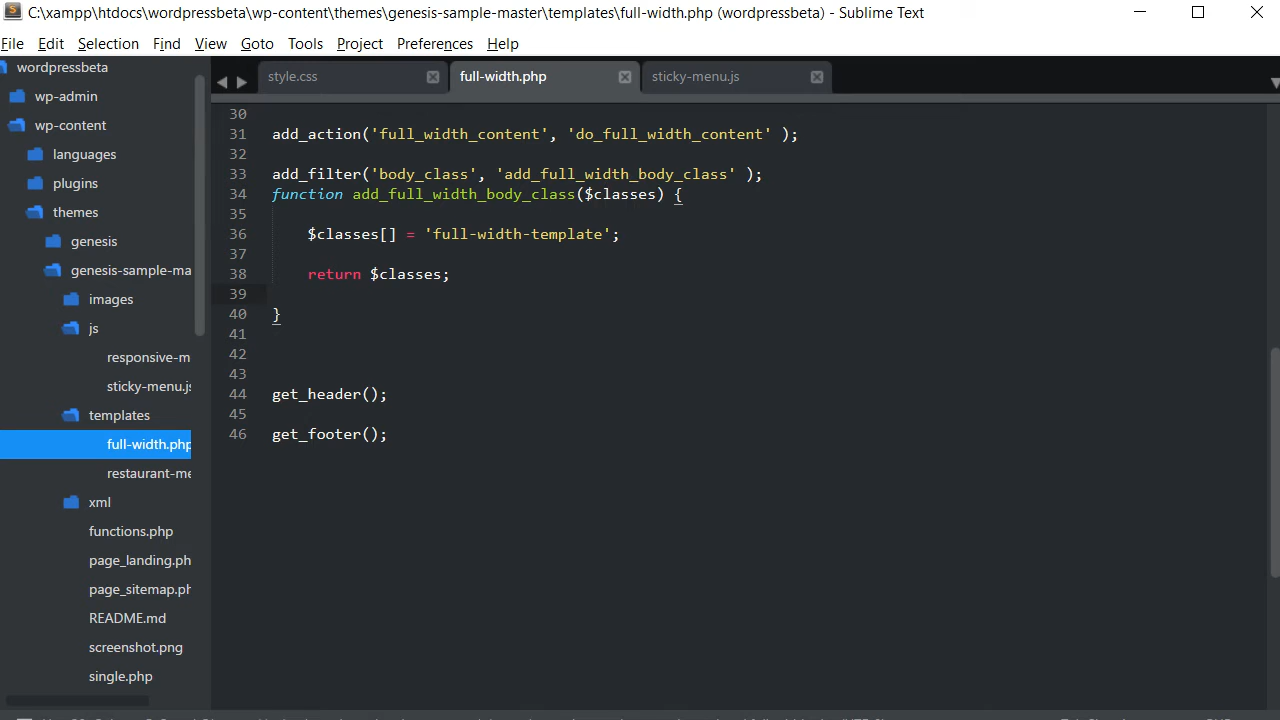 C:\xampp\htdocs\wordpressbeta\wp-content\themes\genesis-sample-master\templates\full-width.php (wordpressbeta) - Sublime Text
File Edit Selection Find View Goto Tools Project Preferences Help
wordpressbeta
wp-admin
wp-content
languages
plugins
themes
genesis
genesis-sample-ma
images
js
responsive-m
sticky-menu.js
templates
full-width.php
restaurant-me
xml
functions.php
page_landing.ph
page_sitemap.ph
README.md
screenshot.png
single.php
style.css full-width.php sticky-menu.js
30
31 add_action('full_width_content', 'do_full_width_content' );
32
33 add_filter('body_class', 'add_full_width_body_class' );
34 function add_full_width_body_class($classes) {
35
36 $classes[] = 'full-width-template';
37
38 return $classes;
39
40 }
41
42
43
44 get_header();
45
46 get_footer();